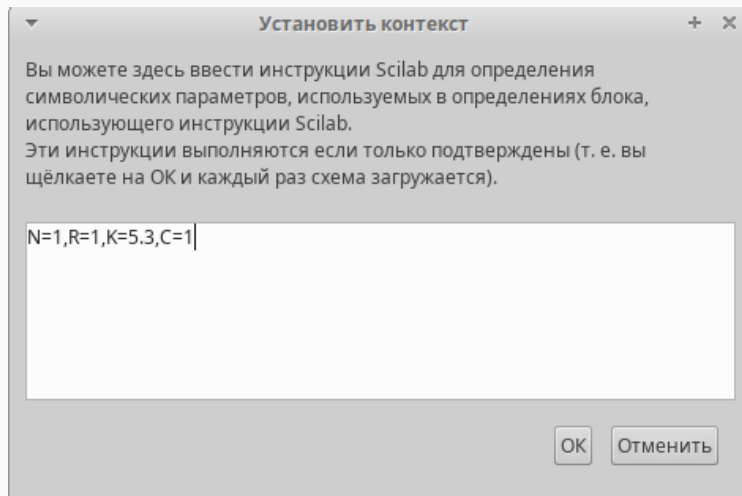 Установить контекст
Вы можете здесь ввести инструкции Scilab для определения
символических параметров, используемых в определениях блока,
использующего инструкции Scilab.
Эти инструкции выполняются если только подтверждены (т. е. вы
щёлкаете на ОК и каждый раз схема загружается).
N=1,R=1,K=5.3,C=1
ОК Отменить